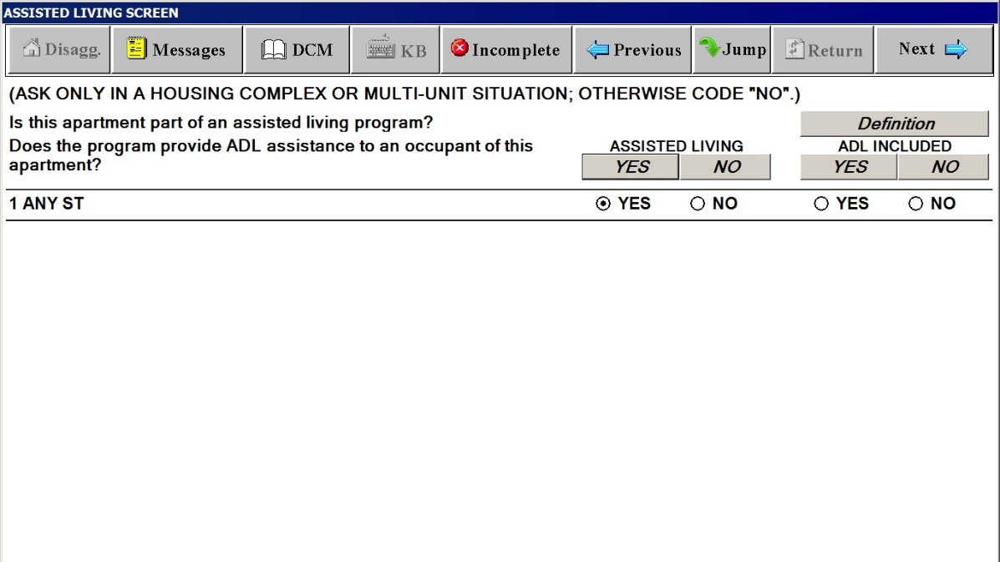 ASSISTED LIVING SCREEN
Disagg. Messages DCM KB Incomplete Previous Jump Return Next
(ASK ONLY IN A HOUSING COMPLEX OR MULTI-UNIT SITUATION; OTHERWISE CODE "NO".)
Is this apartment part of an assisted living program? Definition
Does the program provide ADL assistance to an occupant of this ASSISTED LIVING ADL INCLUDED
apartment? YES NO YES NO
1 ANY ST YES NO YES NO